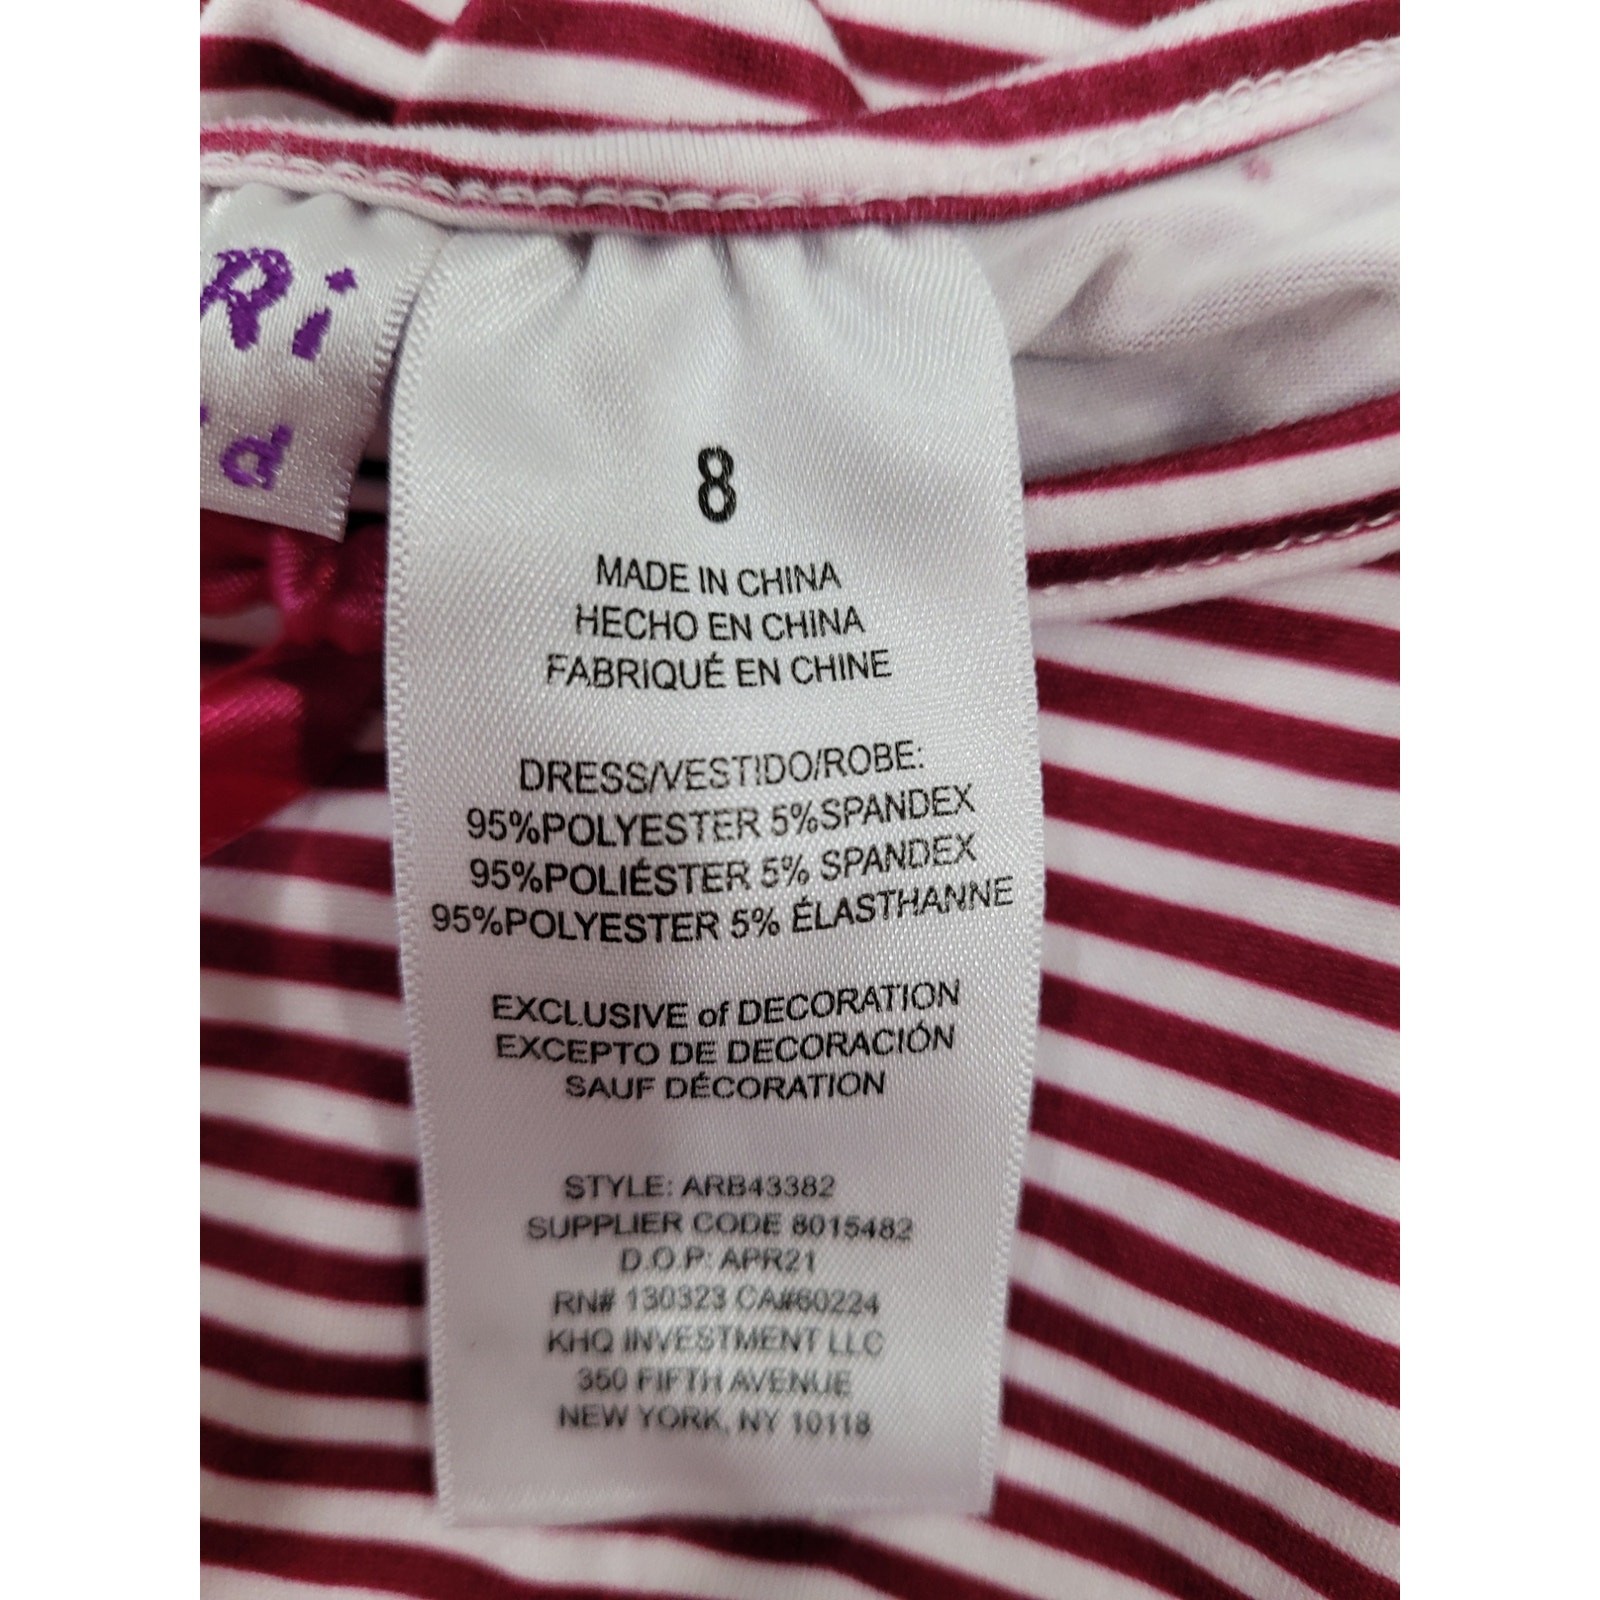 Ri
d
8
MADE IN CHINA
HECHO EN CHINA
FABRIQUÉ EN CHINE
DRESS/VESTIDO/ROBE:
95%POLYESTER 5%SPANDEX
95%POLIÉSTER 5% SPANDEX
95%POLYESTER 5% ÉLASTHANNE
EXCLUSIVE of DECORATION
EXCEPTO DE DECORACIÓN
SAUF DÉCORATION
STYLE: ARB43382
SUPPLIER CODE 8015482
D.O.P: APR21
RN# 130323 CA#60224
KHQ INVESTMENT LLC
350 FIFTH AVENUE
NEW YORK, NY 10118